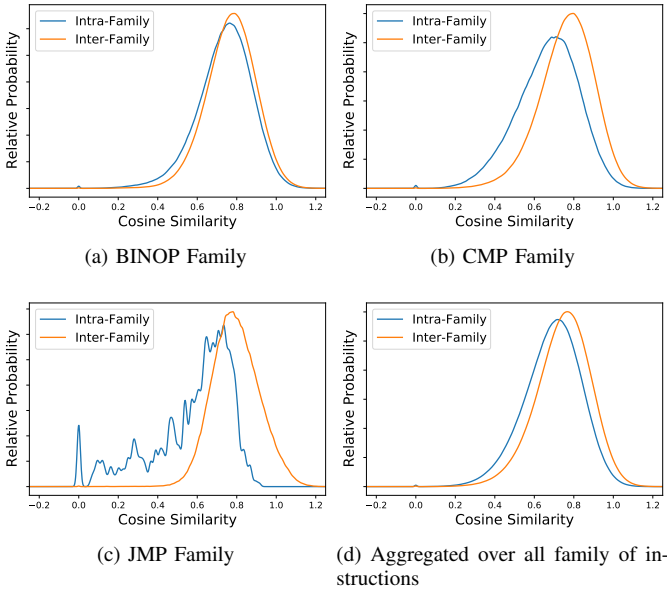 Intra-Family
Inter-Family
Relative Probability
−0.2 0.0 0.2 0.4 0.6 0.8 1.0 1.2
Cosine Similarity
(a) BINOP Family
Intra-Family
Inter-Family
Relative Probability
−0.2 0.0 0.2 0.4 0.6 0.8 1.0 1.2
Cosine Similarity
(b) CMP Family
Intra-Family
Inter-Family
Relative Probability
−0.2 0.0 0.2 0.4 0.6 0.8 1.0 1.2
Cosine Similarity
(c) JMP Family
Intra-Family
Inter-Family
Relative Probability
−0.2 0.0 0.2 0.4 0.6 0.8 1.0 1.2
Cosine Similarity
(d) Aggregated over all family of in-
structions